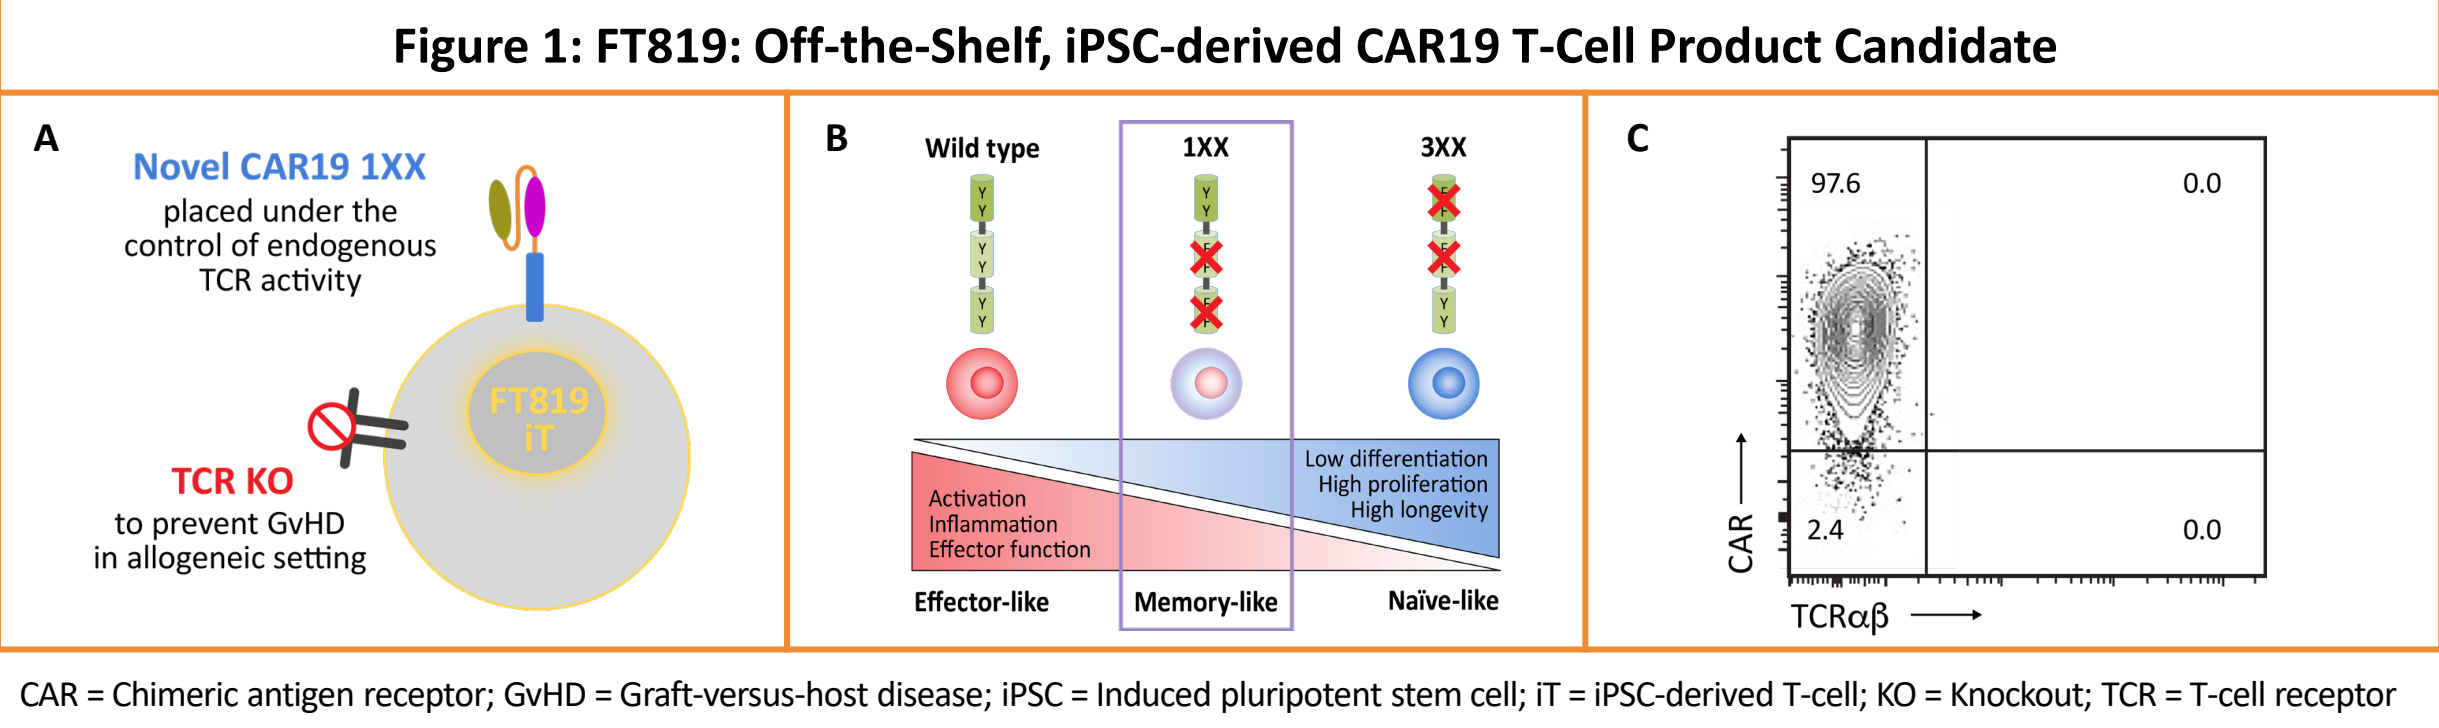 Figure 1: FT819: Off-the-Shelf, iPSC-derived CAR19 T-Cell Product Candidate
A
Novel CAR19 1XX
placed under the
control of endogenous
TCR activity
FT819
iT
TCR KO
to prevent GvHD
in allogeneic setting
B
Wild type
1XX
3XX
Y
Y
Y
Y
Y
Y
Y
Y
F
F
F
F
F
F
F
F
Y
Y
Low differentiation
High proliferation
High longevity
Activation
Inflammation
Effector function
Effector-like
Memory-like
Naïve-like
C
97.6
0.0
2.4
0.0
CAR
TCRαβ
CAR = Chimeric antigen receptor; GvHD = Graft-versus-host disease; iPSC = Induced pluripotent stem cell; iT = iPSC-derived T-cell; KO = Knockout; TCR = T-cell receptor